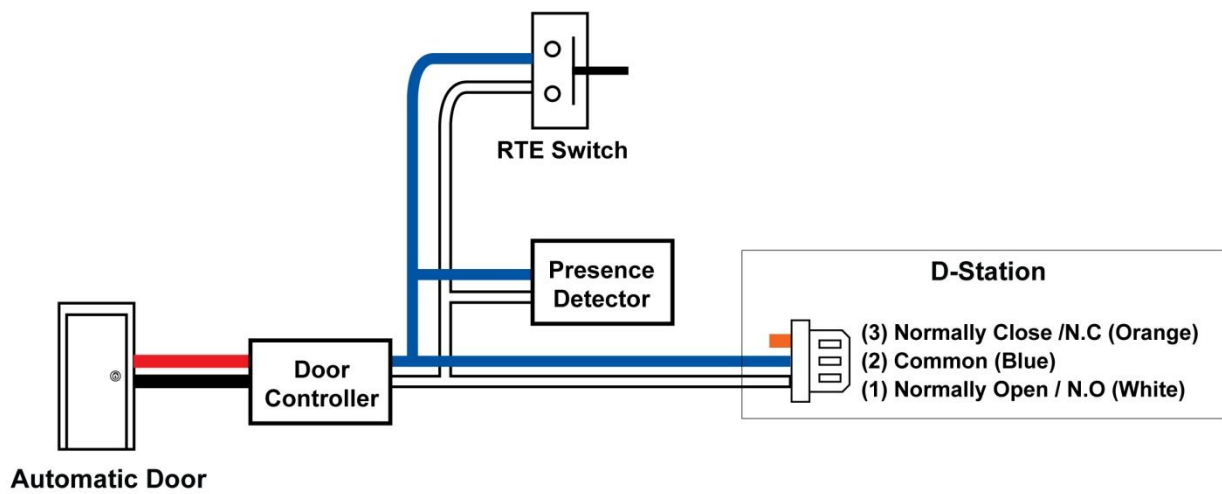 RTE Switch
Presence
Detector
D-Station
(3) Normally Close /N.C (Orange)
(2) Common (Blue)
(1) Normally Open / N.O (White)
Door
Controller
Automatic Door